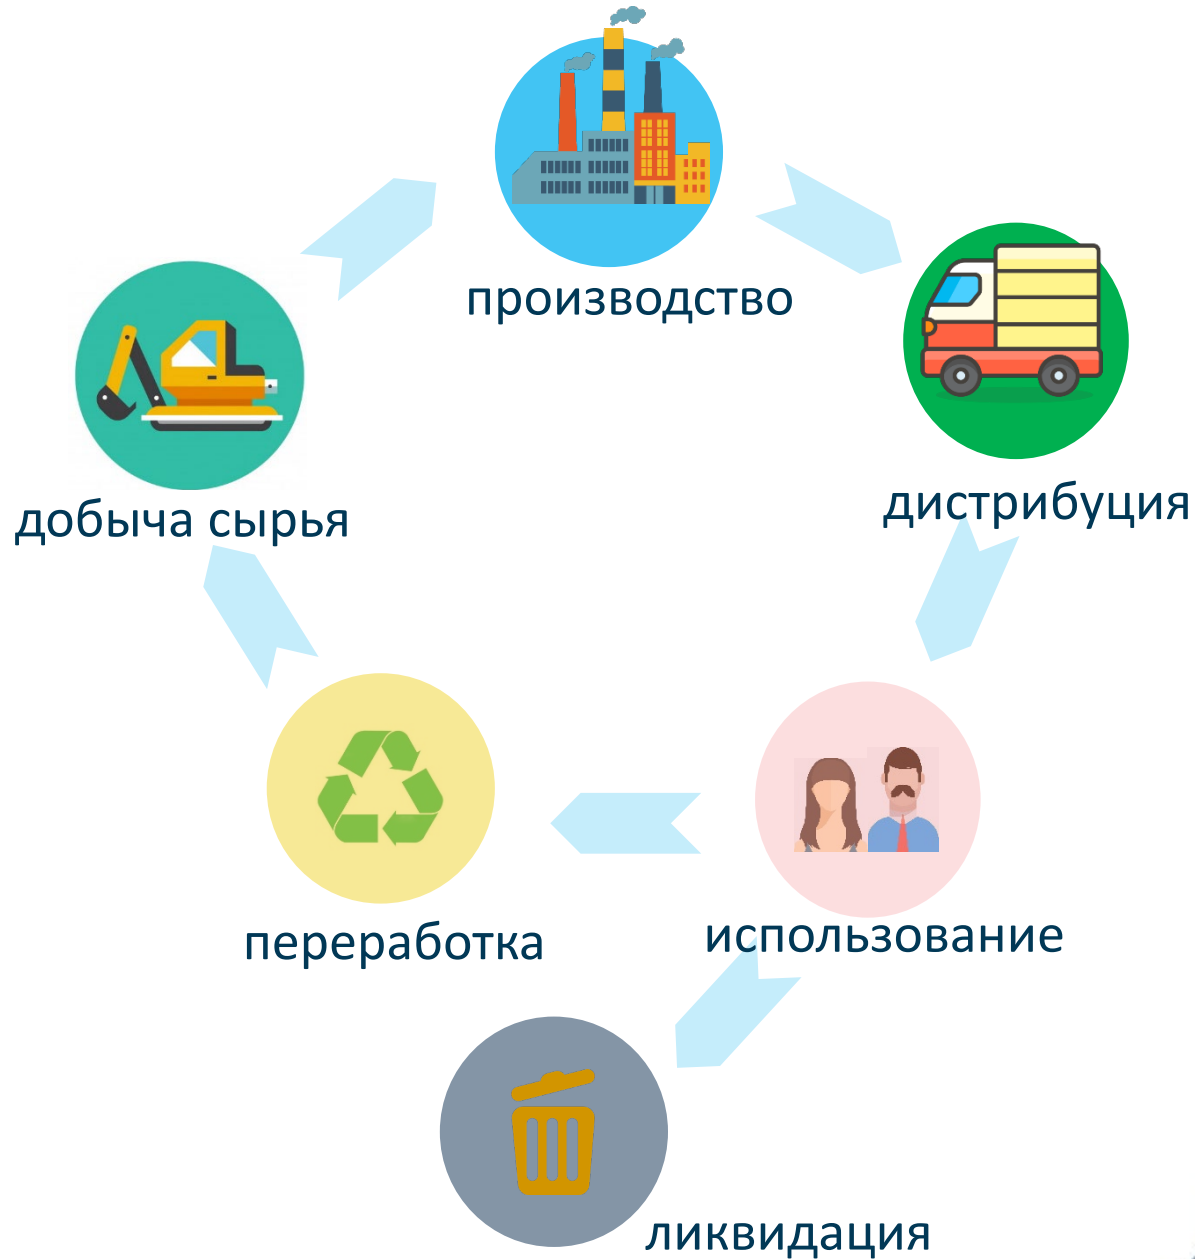 производство
дистрибуция
добыча сырья
переработка
использование
ликвидация